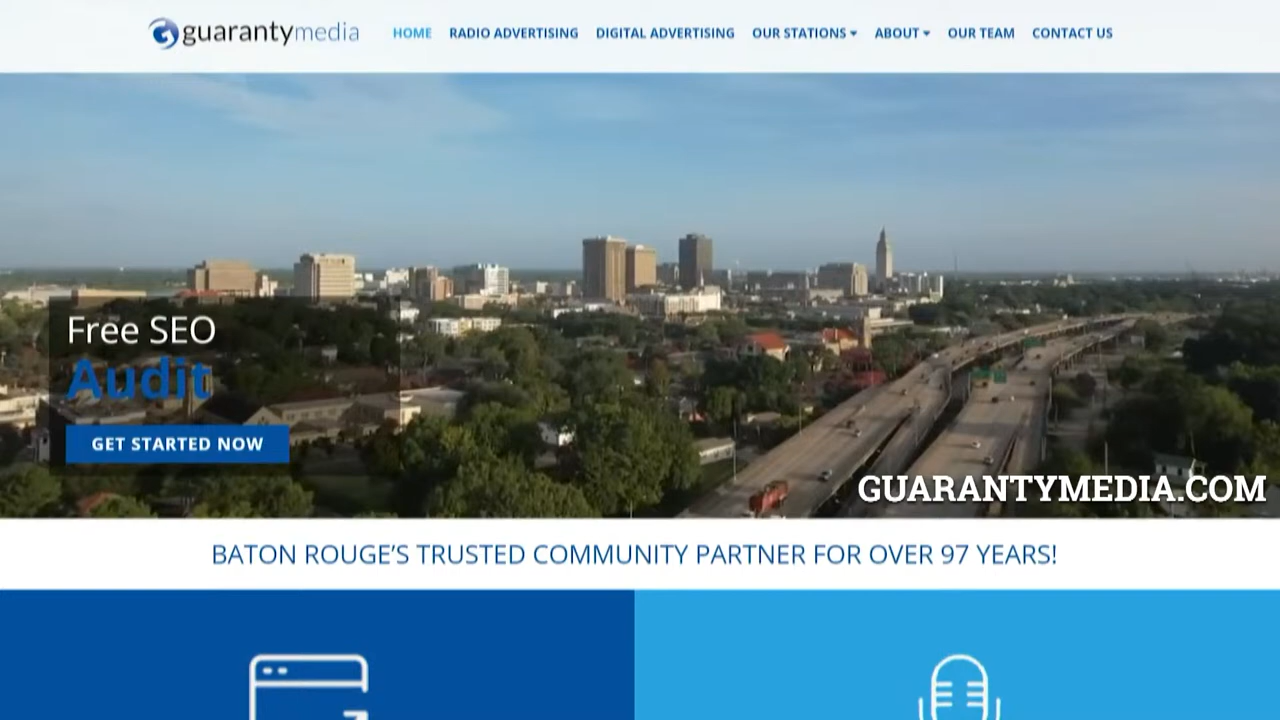 guarantymedia
HOME RADIO ADVERTISING DIGITAL ADVERTISING OUR STATIONS ABOUT OUR TEAM CONTACT US
Free SEO
Audit
GET STARTED NOW
GUARANTYMEDIA.COM
BATON ROUGE'S TRUSTED COMMUNITY PARTNER FOR OVER 97 YEARS!